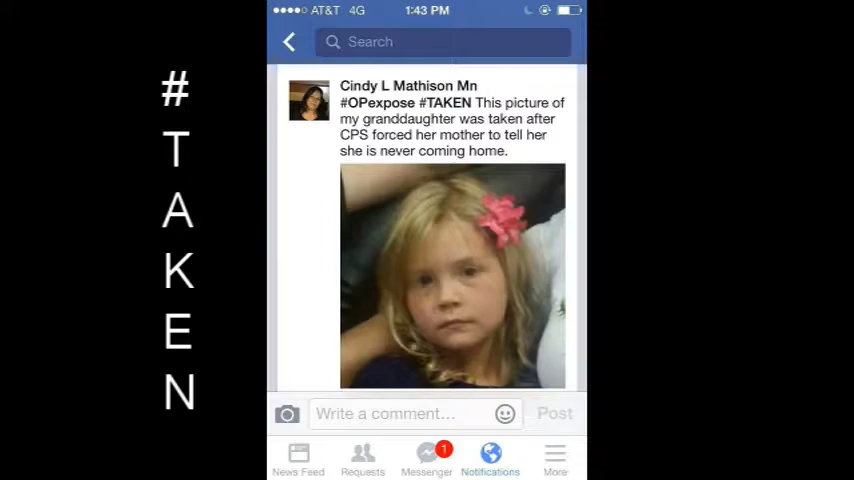 #
T
A
K
E
N
AT&T 4G 1:43 PM
Search
Cindy L Mathison Mn
#OPexpose #TAKEN This picture of
my granddaughter was taken after
CPS forced her mother to tell her
she is never coming home.
Write a comment... Post
1
News Feed Requests Messenger Notifications More